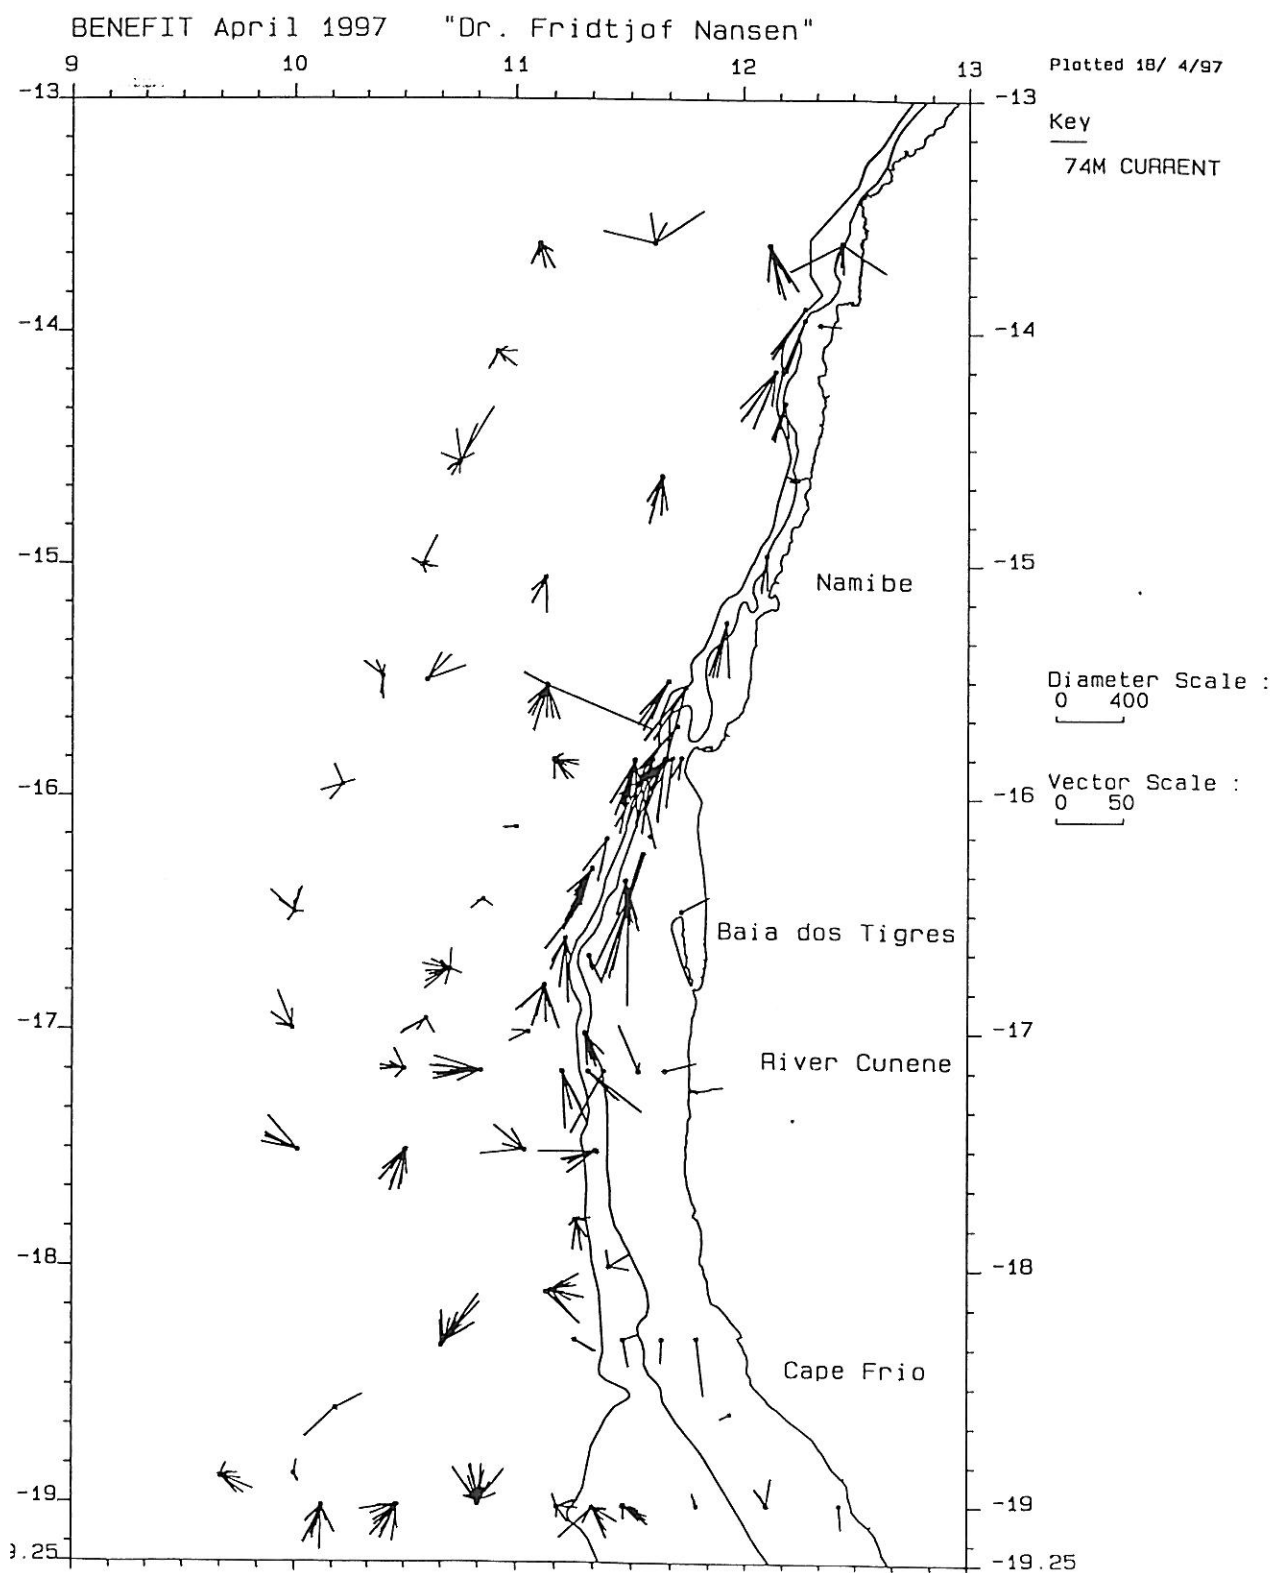 BENEFIT April 1997 "Dr. Fridtjof Nansen"
9 10 11 12 13
Plotted 18/ 4/97
-13 -13
Key
74M CURRENT
-14 -14
-15 -15
Namibe
Diameter Scale :
0 400
-16 -16
Vector Scale :
0 50
Baia dos Tigres
-17 -17
River Cunene
-18 -18
Cape Frio
-19 -19
9.25 -19.25